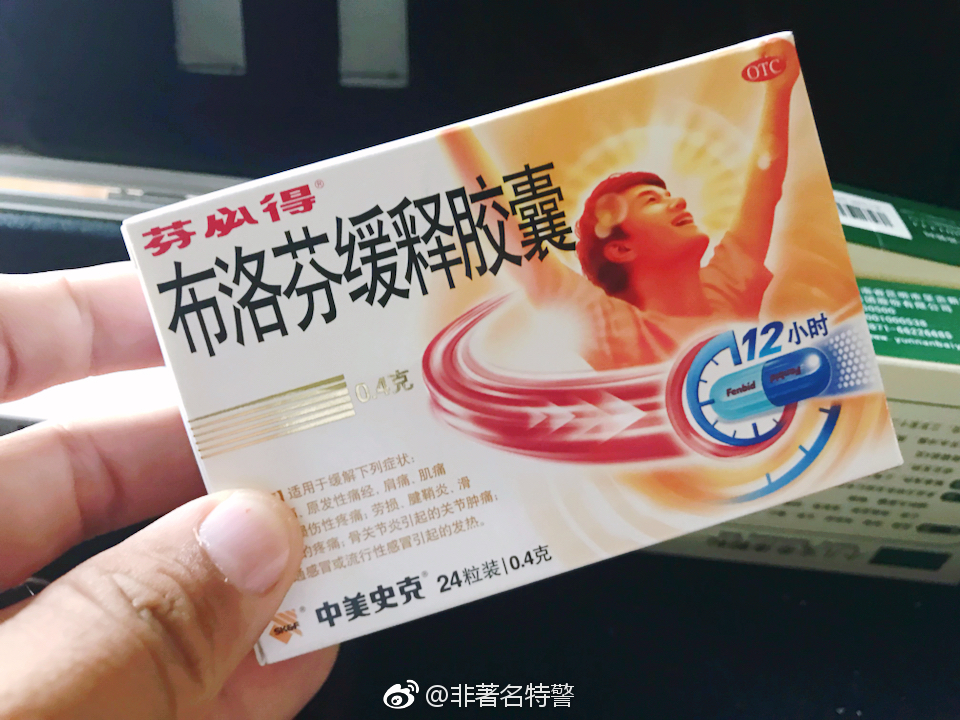 OTC
芬必得®
布洛芬缓释胶囊
0.4克
12小时
Fenbid
适用于缓解下列症状:
原发性痛经、肩痛、肌痛
伤性疼痛;劳损、腱鞘炎、滑
的疼痛;骨关节炎引起的关节肿痛;
感冒或流行性感冒引起的发热。
中美史克® 24粒装|0.4克
@非著名特警